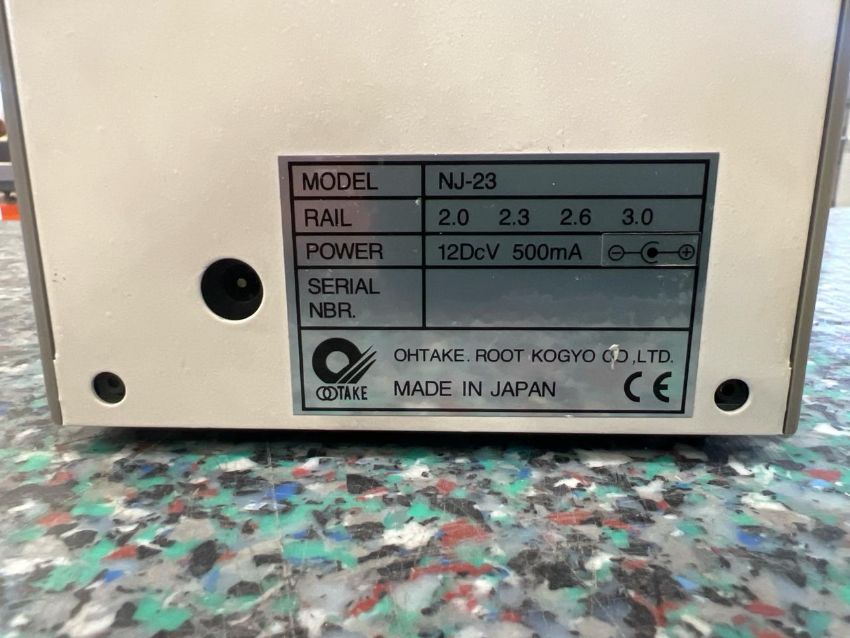 MODEL NJ-23
RAIL 2.0 2.3 2.6 3.0
POWER 12DcV 500mA
SERIAL
NBR.
OHTAKE. ROOT KOGYO CO.,LTD.
OOTAKE MADE IN JAPAN CE